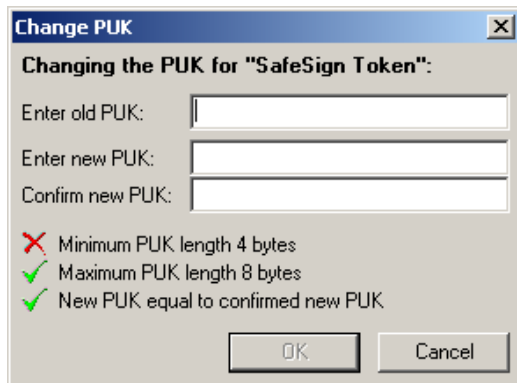 Change PUK
Changing the PUK for "SafeSign Token":
Enter old PUK:
Enter new PUK:
Confirm new PUK:
Minimum PUK length 4 bytes
Maximum PUK length 8 bytes
New PUK equal to confirmed new PUK
OK Cancel